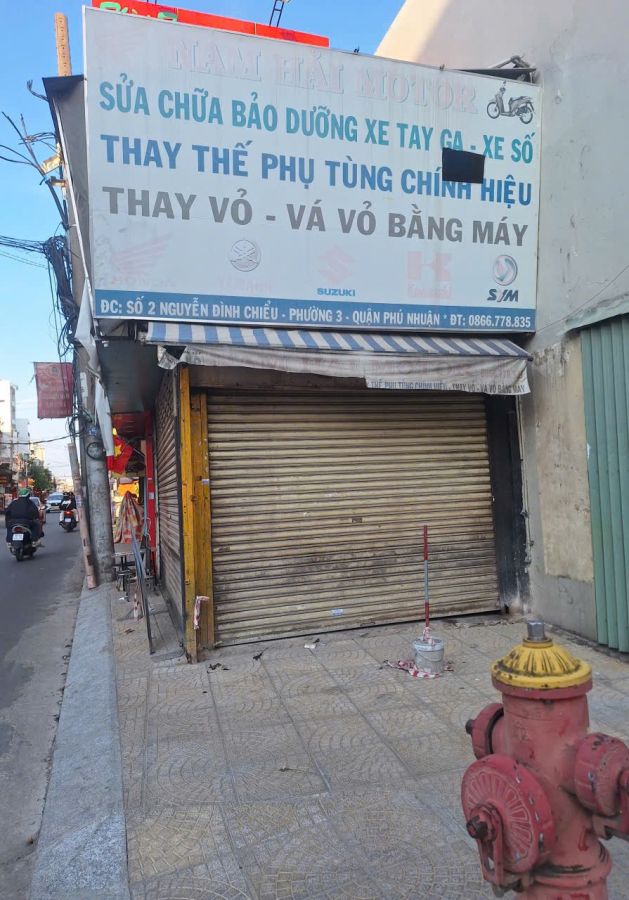 NAM HẢI MOTOR
SỬA CHỮA BẢO DƯỠNG XE TAY GA - XE SỐ
THAY THẾ PHỤ TÙNG CHÍNH HIỆU
THAY VỎ - VÁ VỎ BẰNG MÁY
SUZUKI
SYM
ĐC: SỐ 2 NGUYỄN ĐÌNH CHIỂU - PHƯỜNG 3 - QUẬN PHÚ NHUẬN * ĐT: 0866.778.835
THẾ PHỤ TÙNG CHÍNH HIỆU - THAY VỎ - VÁ VỎ BẰNG MÁY